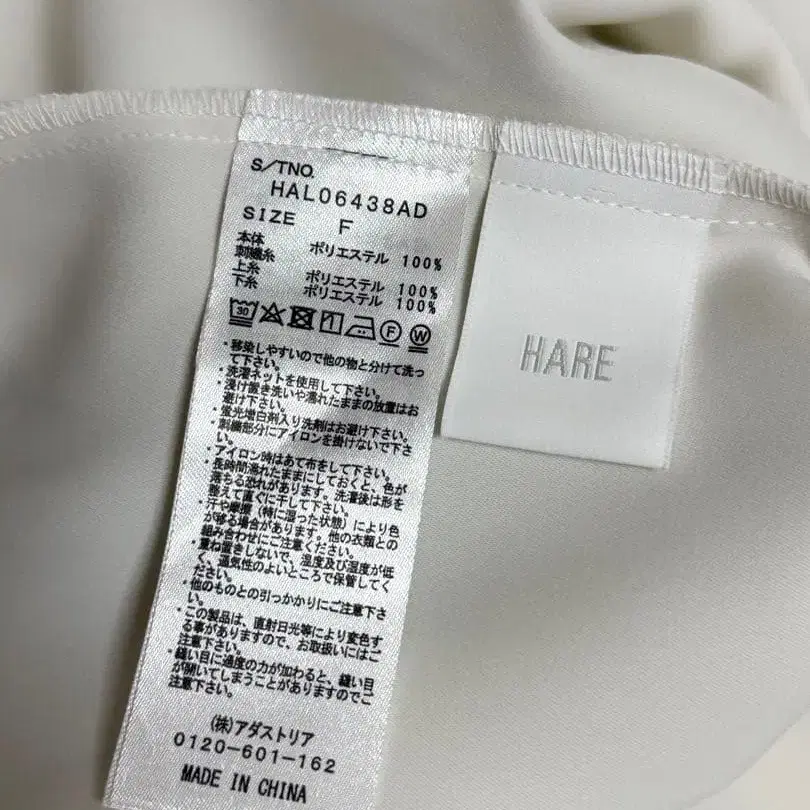 S/TNO.
HAL06438AD
SIZE F
本体 ポリエステル 100%
刺繍糸
上糸 ポリエステル 100%
下糸 ポリエステル 100%
30
F
W
・移染しやすいので他の物と分けて洗っ
て下さい。
・洗濯ネットを使用して下さい。
・浸け置き洗いや濡れたままの放置はお
避け下さい。
・蛍光増白剤入り洗剤はお避け下さい。
・刺繍部分にアイロンを掛けないで下さ
い。
・アイロン時はあて布をして下さい。
・長時間濡れたままにしておくと、色が
落ちる恐れがあります。洗濯後は形を
整えて直ぐに干して下さい。
・汗や摩擦（特に湿った状態）により色
が移る場合があります。他の衣類との
組み合わせにご注意ください。
・重ね置きしないで、温度及び湿度が低
く、通気性のよいところで保管してく
ださい。
・他のものとの引っかかりにご注意下さ
い。
・この製品は、直射日光等により変色す
る事がありますので、お取扱いにはご
注意下さい。
・縫い目に過度の力が加わると、縫い目
が開いてしまうことがありますのでご
注意下さい。
(株)アダストリア
0120-601-162
MADE IN CHINA
HARE